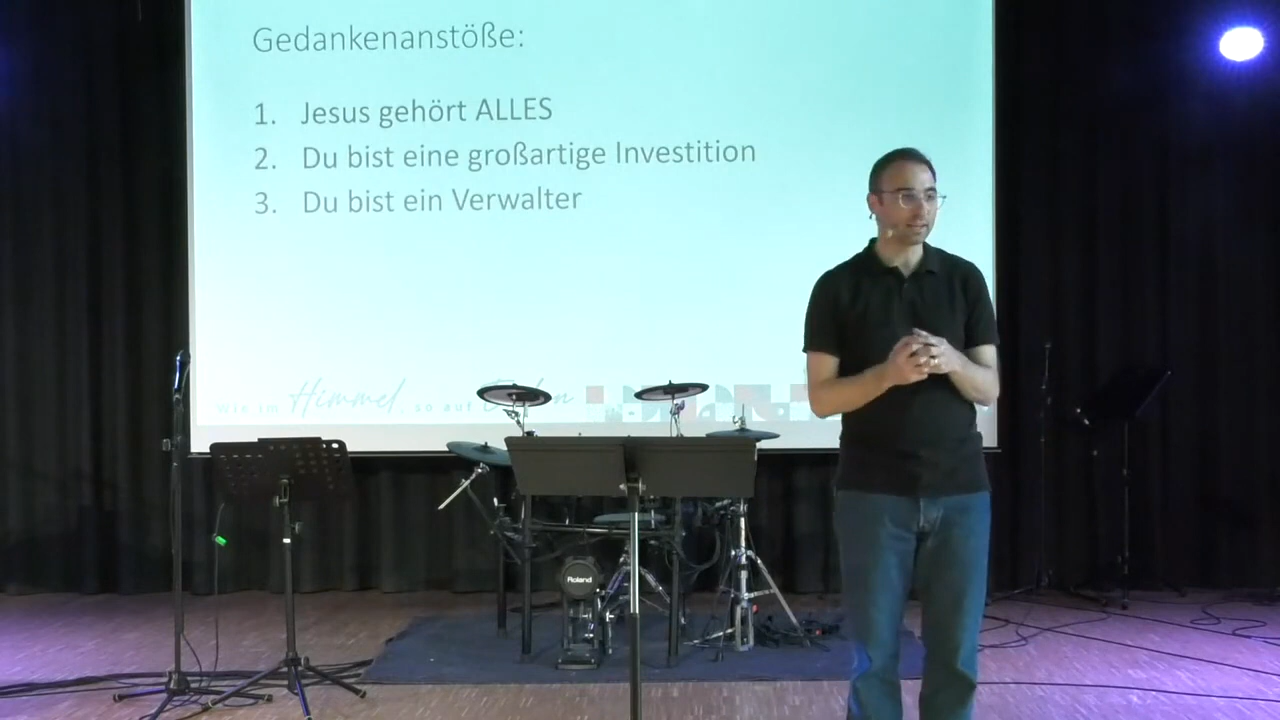 Gedankenanstöße:
1. Jesus gehört ALLES
2. Du bist eine großartige Investition
3. Du bist ein Verwalter
Wie im Himmel, so auf Erden
Roland